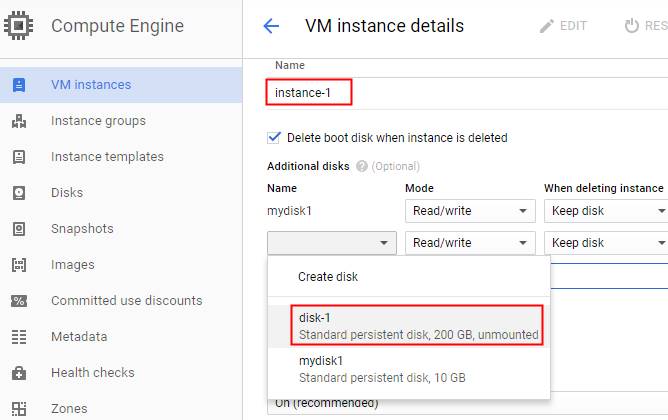 Compute Engine
VM instances
Instance groups
Instance templates
Disks
Snapshots
Images
Committed use discounts
Metadata
Health checks
Zones
VM instance details
EDIT
RES
Name
instance-1
Delete boot disk when instance is deleted
Additional disks ? (Optional)
Name Mode When deleting instance
mydisk1 Read/write Keep disk
Read/write Keep disk
Create disk
disk-1
Standard persistent disk, 200 GB, unmounted
mydisk1
Standard persistent disk, 10 GB
On (recommended)